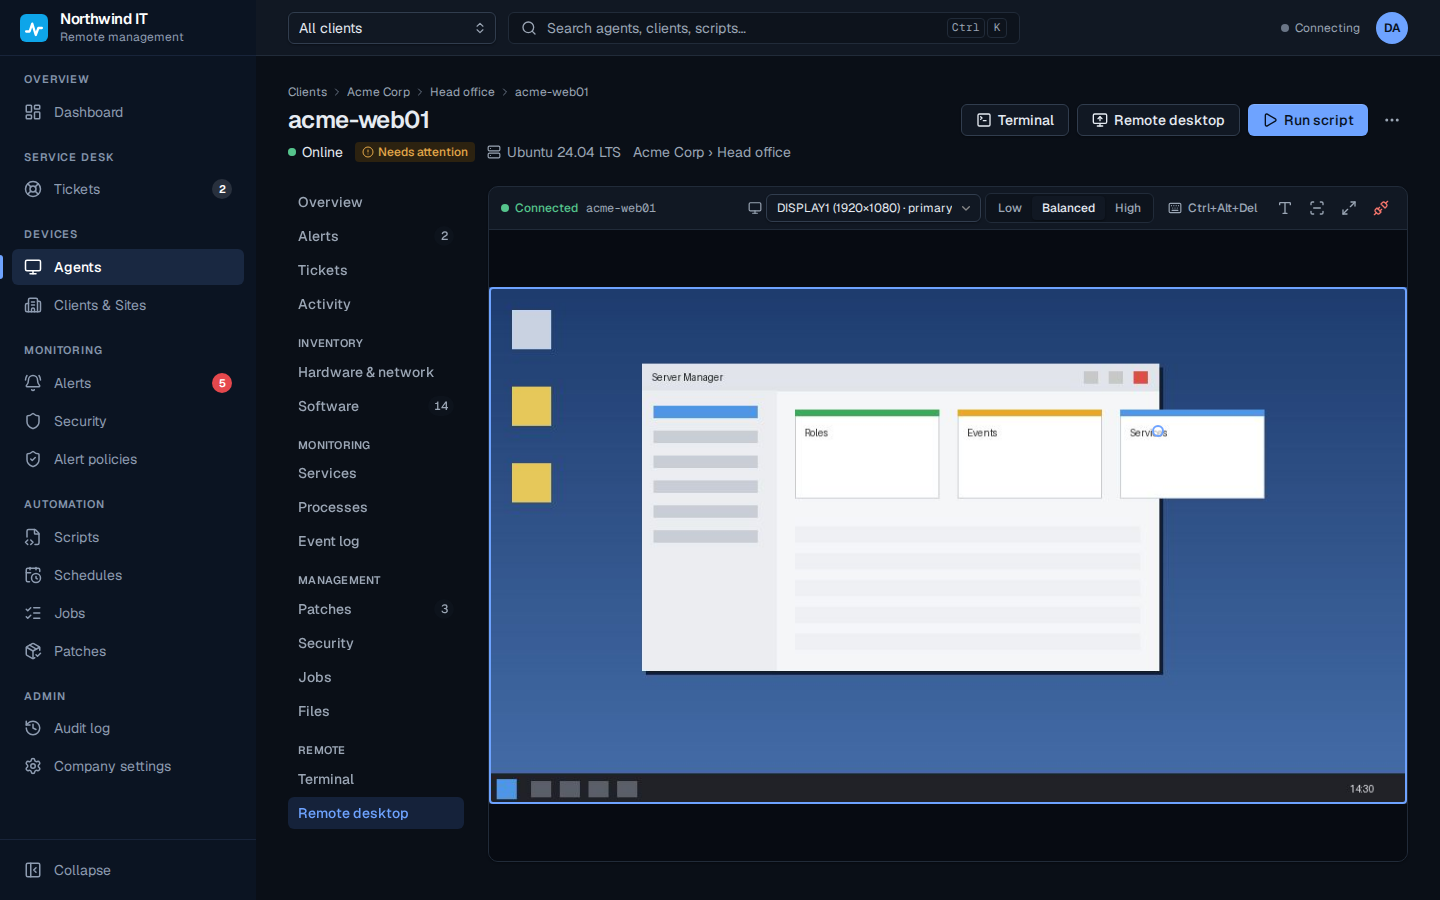 Northwind IT
Remote management
All clients
Search agents, clients, scripts...
Ctrl K
Connecting
DA
OVERVIEW
Dashboard
SERVICE DESK
Tickets 2
DEVICES
Agents
Clients & Sites
MONITORING
Alerts 5
Security
Alert policies
AUTOMATION
Scripts
Schedules
Jobs
Patches
ADMIN
Audit log
Company settings
Collapse
Clients > Acme Corp > Head office > acme-web01
acme-web01
Terminal
Remote desktop
Run script
Online
Needs attention
Ubuntu 24.04 LTS
Acme Corp › Head office
Overview
Alerts 2
Tickets
Activity
INVENTORY
Hardware & network
Software 14
MONITORING
Services
Processes
Event log
MANAGEMENT
Patches 3
Security
Jobs
Files
REMOTE
Terminal
Remote desktop
Connected acme-web01
DISPLAY1 (1920×1080) · primary
Low Balanced High
Ctrl+Alt+Del
Server Manager
Roles
Events
Services
14:30